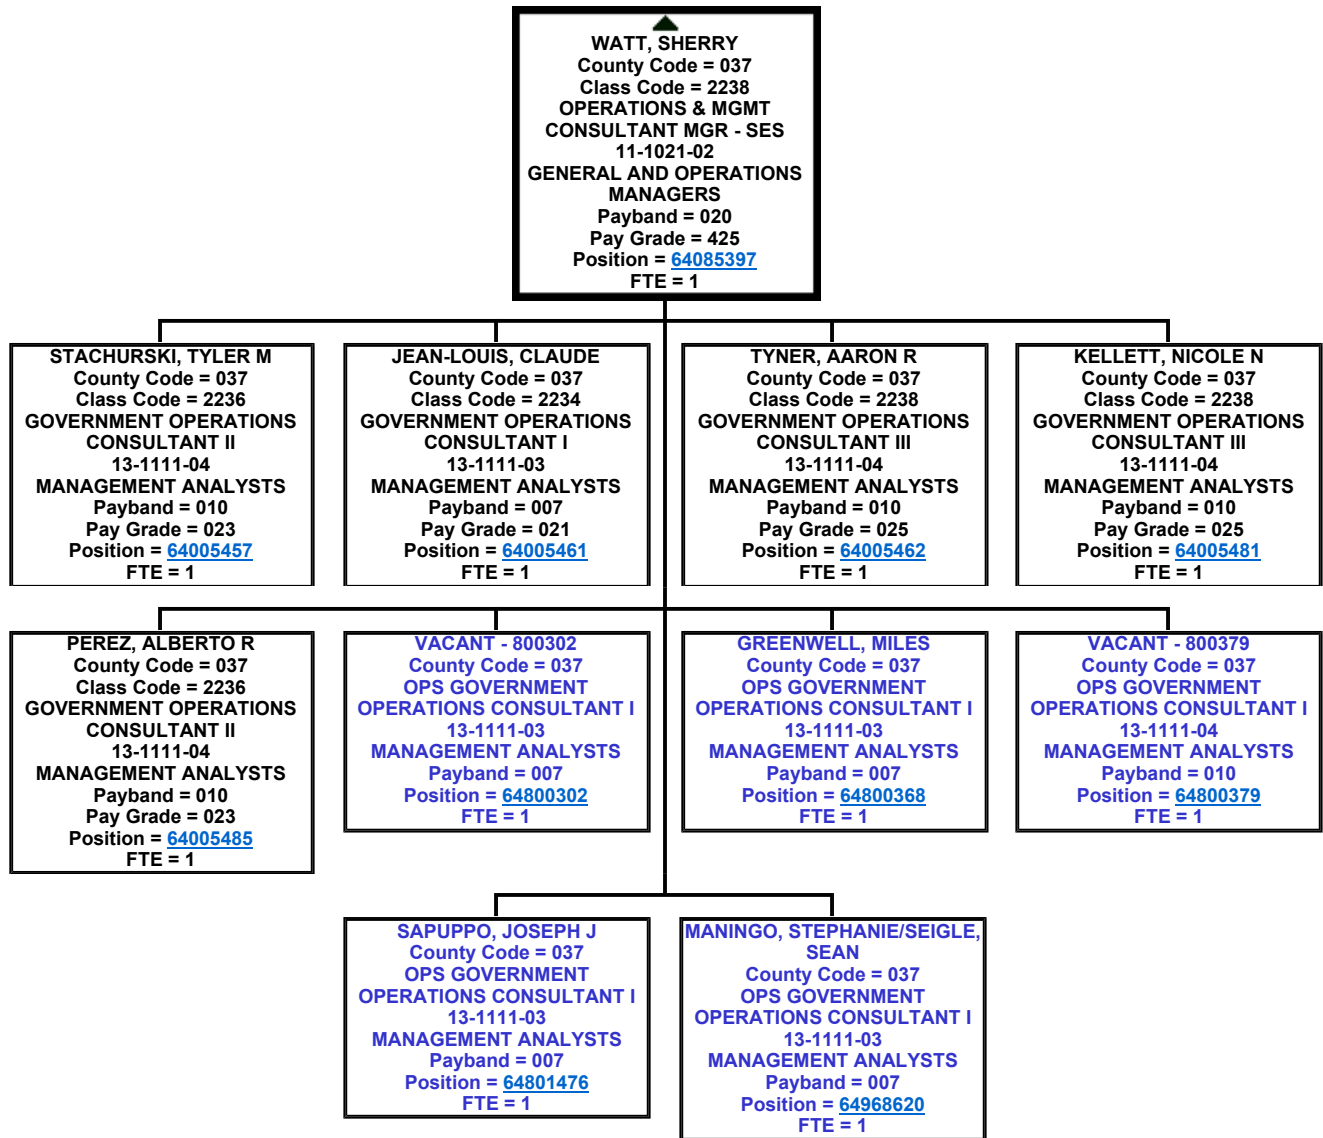 WATT, SHERRY
County Code = 037
Class Code = 2238
OPERATIONS & MGMT
CONSULTANT MGR - SES
11-1021-02
GENERAL AND OPERATIONS
MANAGERS
Payband = 020
Pay Grade = 425
Position = 64085397
FTE = 1
STACHURSKI, TYLER M
County Code = 037
Class Code = 2236
GOVERNMENT OPERATIONS
CONSULTANT II
13-1111-04
MANAGEMENT ANALYSTS
Payband = 010
Pay Grade = 023
Position = 64005457
FTE = 1
JEAN-LOUIS, CLAUDE
County Code = 037
Class Code = 2234
GOVERNMENT OPERATIONS
CONSULTANT I
13-1111-03
MANAGEMENT ANALYSTS
Payband = 007
Pay Grade = 021
Position = 64005461
FTE = 1
TYNER, AARON R
County Code = 037
Class Code = 2238
GOVERNMENT OPERATIONS
CONSULTANT III
13-1111-04
MANAGEMENT ANALYSTS
Payband = 010
Pay Grade = 025
Position = 64005462
FTE = 1
KELLETT, NICOLE N
County Code = 037
Class Code = 2238
GOVERNMENT OPERATIONS
CONSULTANT III
13-1111-04
MANAGEMENT ANALYSTS
Payband = 010
Pay Grade = 025
Position = 64005481
FTE = 1
PEREZ, ALBERTO R
County Code = 037
Class Code = 2236
GOVERNMENT OPERATIONS
CONSULTANT II
13-1111-04
MANAGEMENT ANALYSTS
Payband = 010
Pay Grade = 023
Position = 64005485
FTE = 1
VACANT - 800302
County Code = 037
OPS GOVERNMENT
OPERATIONS CONSULTANT I
13-1111-03
MANAGEMENT ANALYSTS
Payband = 007
Position = 64800302
FTE = 1
GREENWELL, MILES
County Code = 037
OPS GOVERNMENT
OPERATIONS CONSULTANT I
13-1111-03
MANAGEMENT ANALYSTS
Payband = 007
Position = 64800368
FTE = 1
VACANT - 800379
County Code = 037
OPS GOVERNMENT
OPERATIONS CONSULTANT I
13-1111-04
MANAGEMENT ANALYSTS
Payband = 010
Position = 64800379
FTE = 1
SAPUPPO, JOSEPH J
County Code = 037
OPS GOVERNMENT
OPERATIONS CONSULTANT I
13-1111-03
MANAGEMENT ANALYSTS
Payband = 007
Position = 64801476
FTE = 1
MANINGO, STEPHANIE/SEIGLE,
SEAN
County Code = 037
OPS GOVERNMENT
OPERATIONS CONSULTANT I
13-1111-03
MANAGEMENT ANALYSTS
Payband = 007
Position = 64968620
FTE = 1